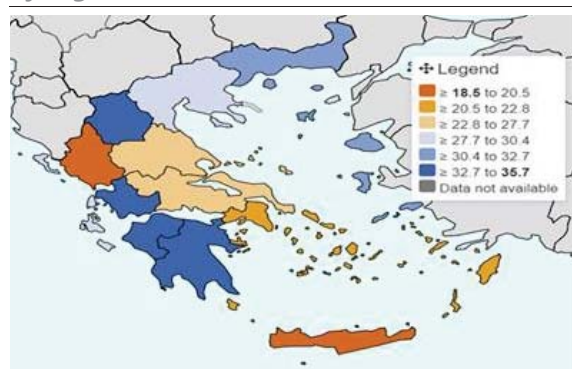 Legend
≥ 18.5 to 20.5
≥ 20.5 to 22.8
≥ 22.8 to 27.7
≥ 27.7 to 30.4
≥ 30.4 to 32.7
≥ 32.7 to 35.7
Data not available